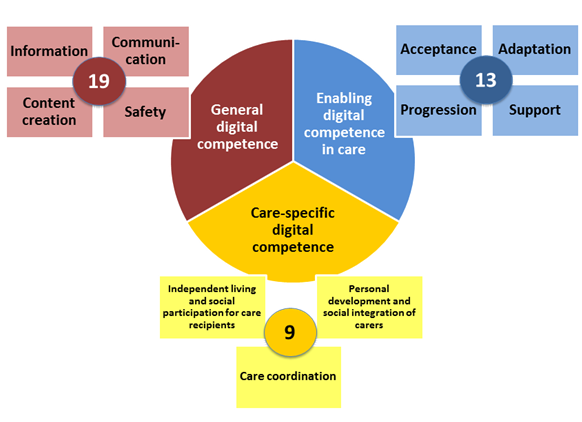 Information
Communi-
cation
19
Content
creation
Safety
General
digital
competence
Enabling
digital
competence
in care
Acceptance
Adaptation
13
Progression
Support
Care-specific
digital
competence
Independent living
and social
participation for care
recipients
Personal
development and
social integration of
carers
9
Care coordination